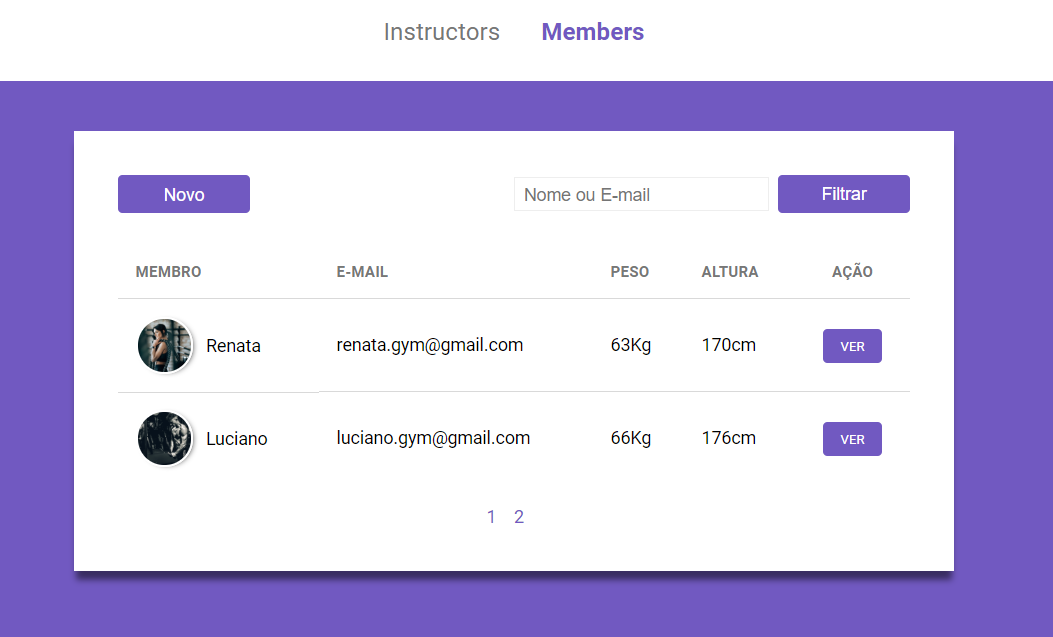 Instructors Members
Novo Nome ou E-mail Filtrar
MEMBRO E-MAIL PESO ALTURA AÇÃO
Renata renata.gym@gmail.com 63Kg 170cm VER
Luciano luciano.gym@gmail.com 66Kg 176cm VER
1 2